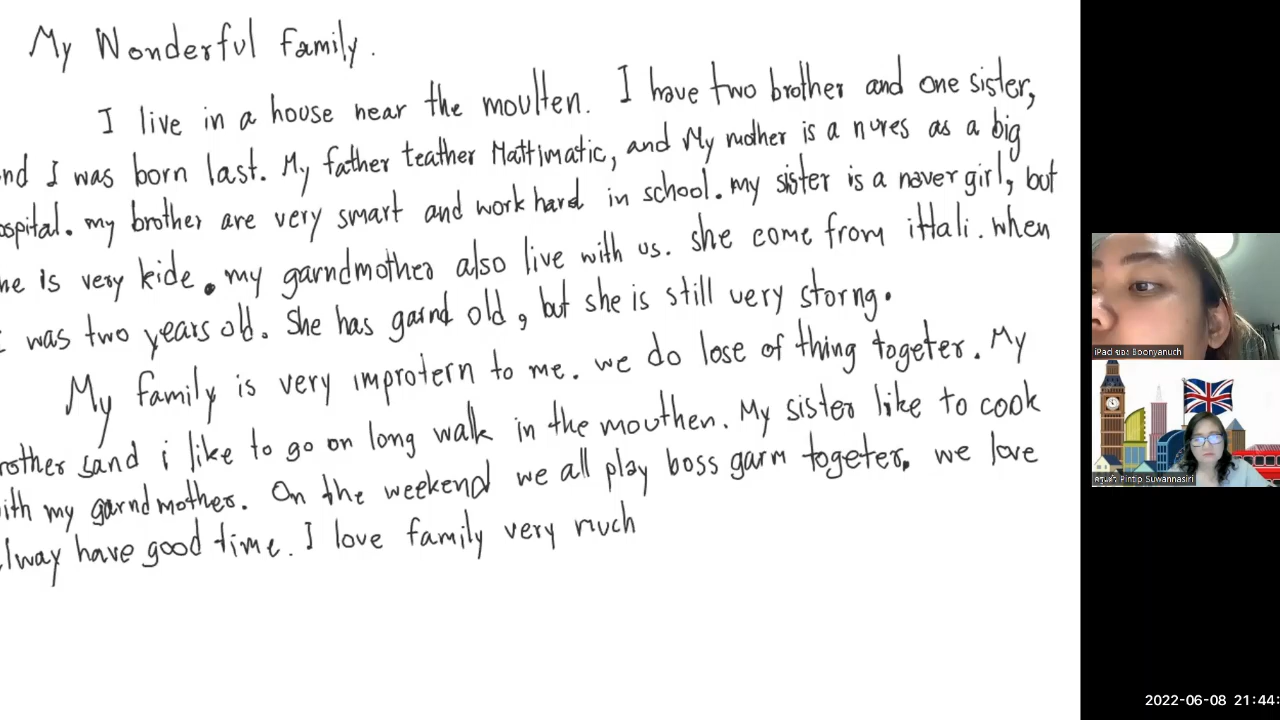 My Wonderful family.
I live in a house near the moulten. I have two brother and one sister,
nd I was born last. My father teather Mattimatic, and My mother is a nures as a big
ospital. my brother are very smart and work hard in school. my sister is a naver girl, but
he is very kide. my garndmother also live with us. she come from ittali. when
was two years old. She has garnd old, but she is still very storng.
My family is very improtern to me. we do lose of thing togeter. My
rother sand i like to go on long walk in the mouthen. My sister like to cook
ith my garndmother. On the weekend we all play boss garm togeter. we love
lway have good time. I love family very much
iPad ของ Boonyanuch
Pintip Suwannasiri
2022-06-08 21:44: